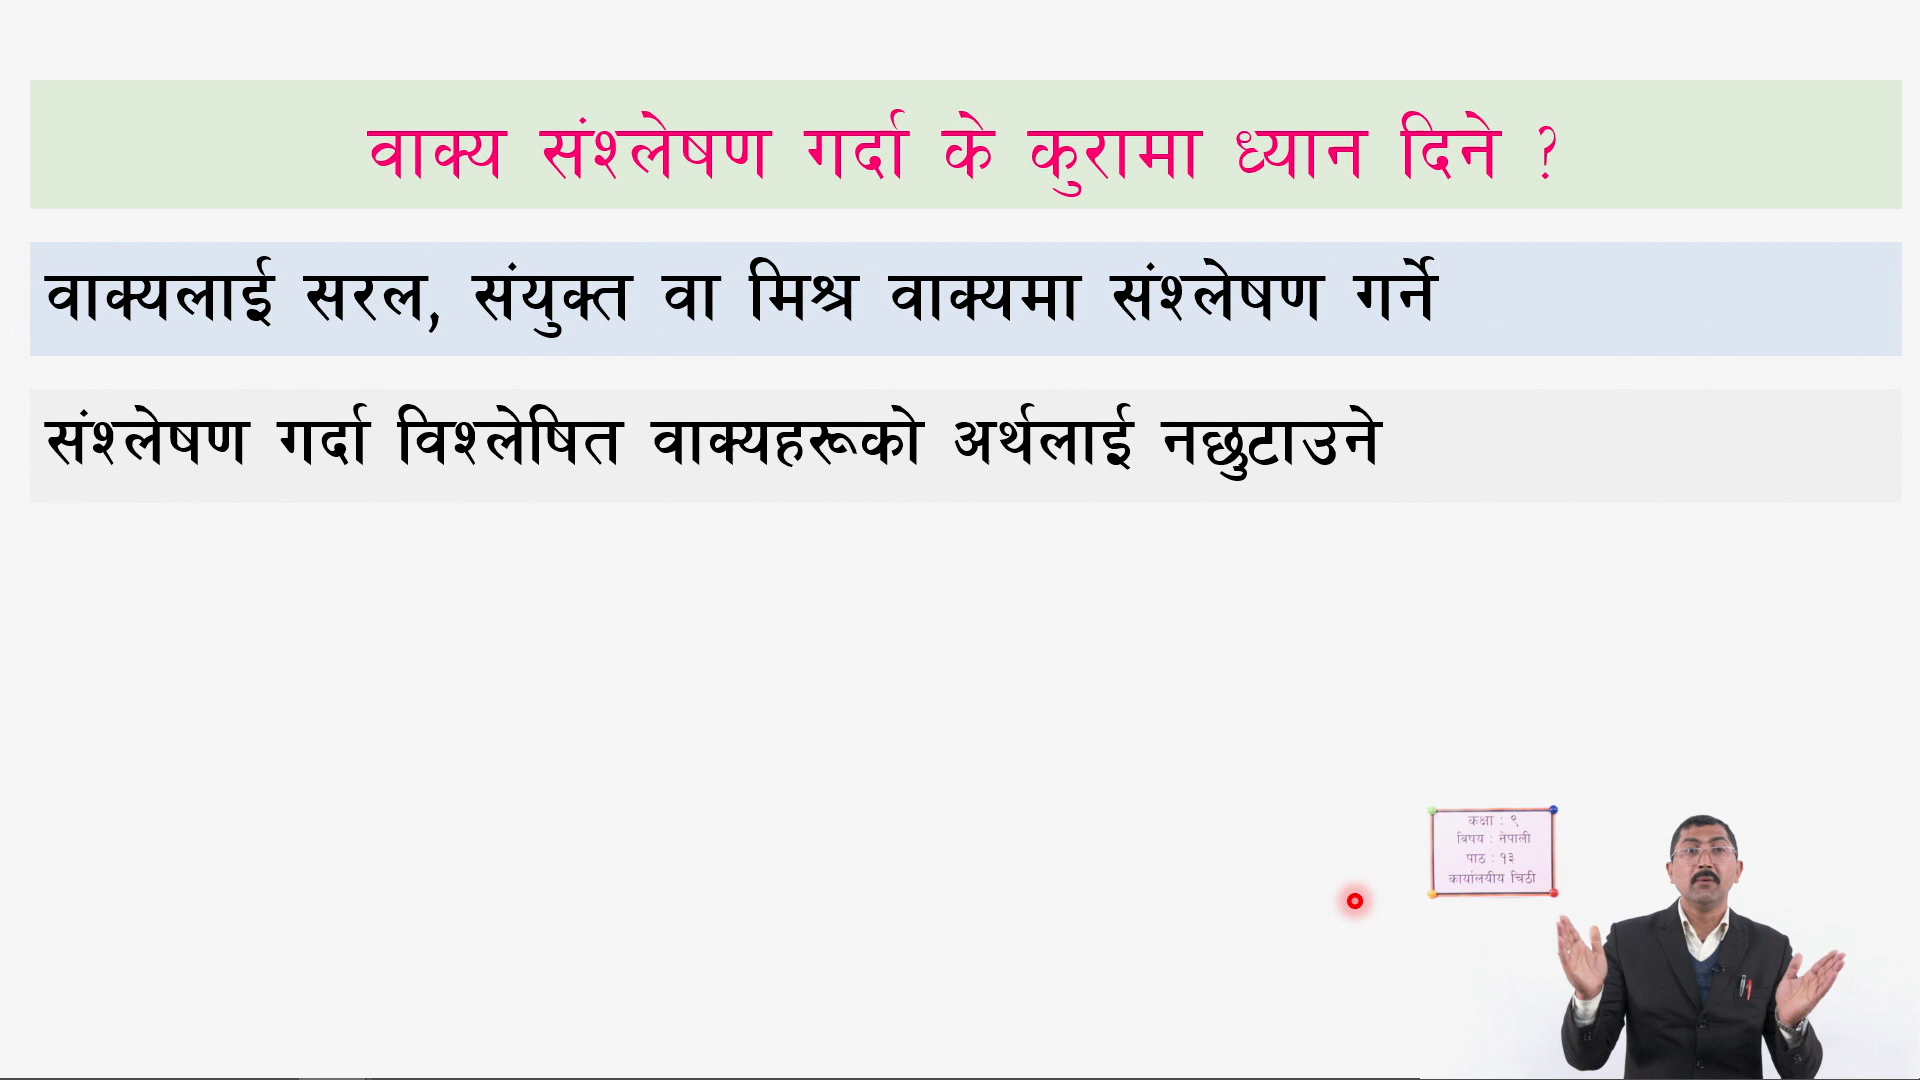 वाक्य संश्लेषण गर्दा के कुरामा ध्यान दिने ?
वाक्यलाई सरल, संयुक्त वा मिश्र वाक्यमा संश्लेषण गर्ने
संश्लेषण गर्दा विश्लेषित वाक्यहरूको अर्थलाई नछुटाउने
कक्षा : ९
विषय : नेपाली
पाठ : १३
कार्यालयीय चिठी